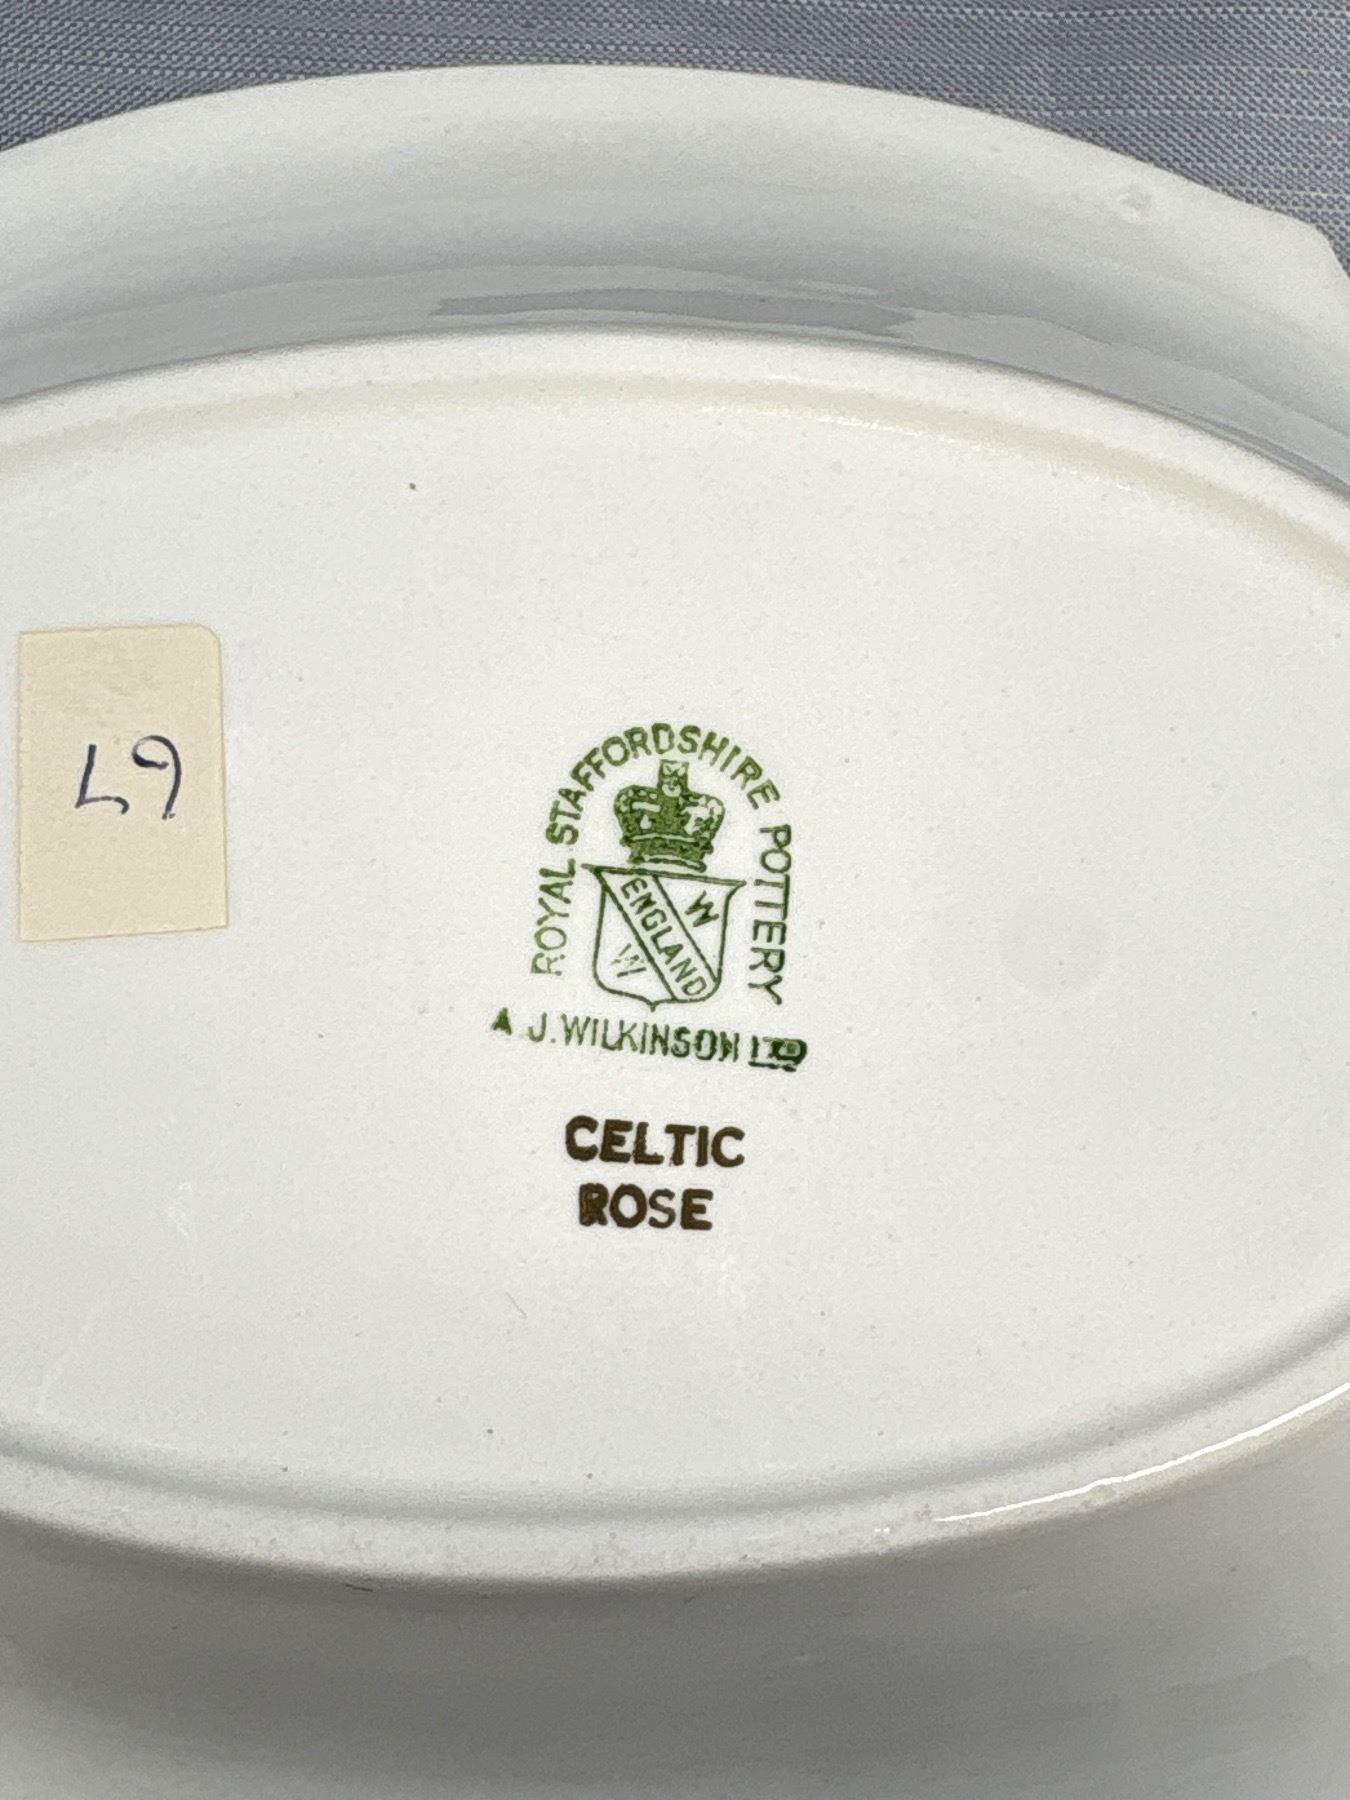 67
ROYAL STAFFORDSHIRE POTTERY
W
ENGLAND
W
A J. WILKINSON LTD
CELTIC
ROSE